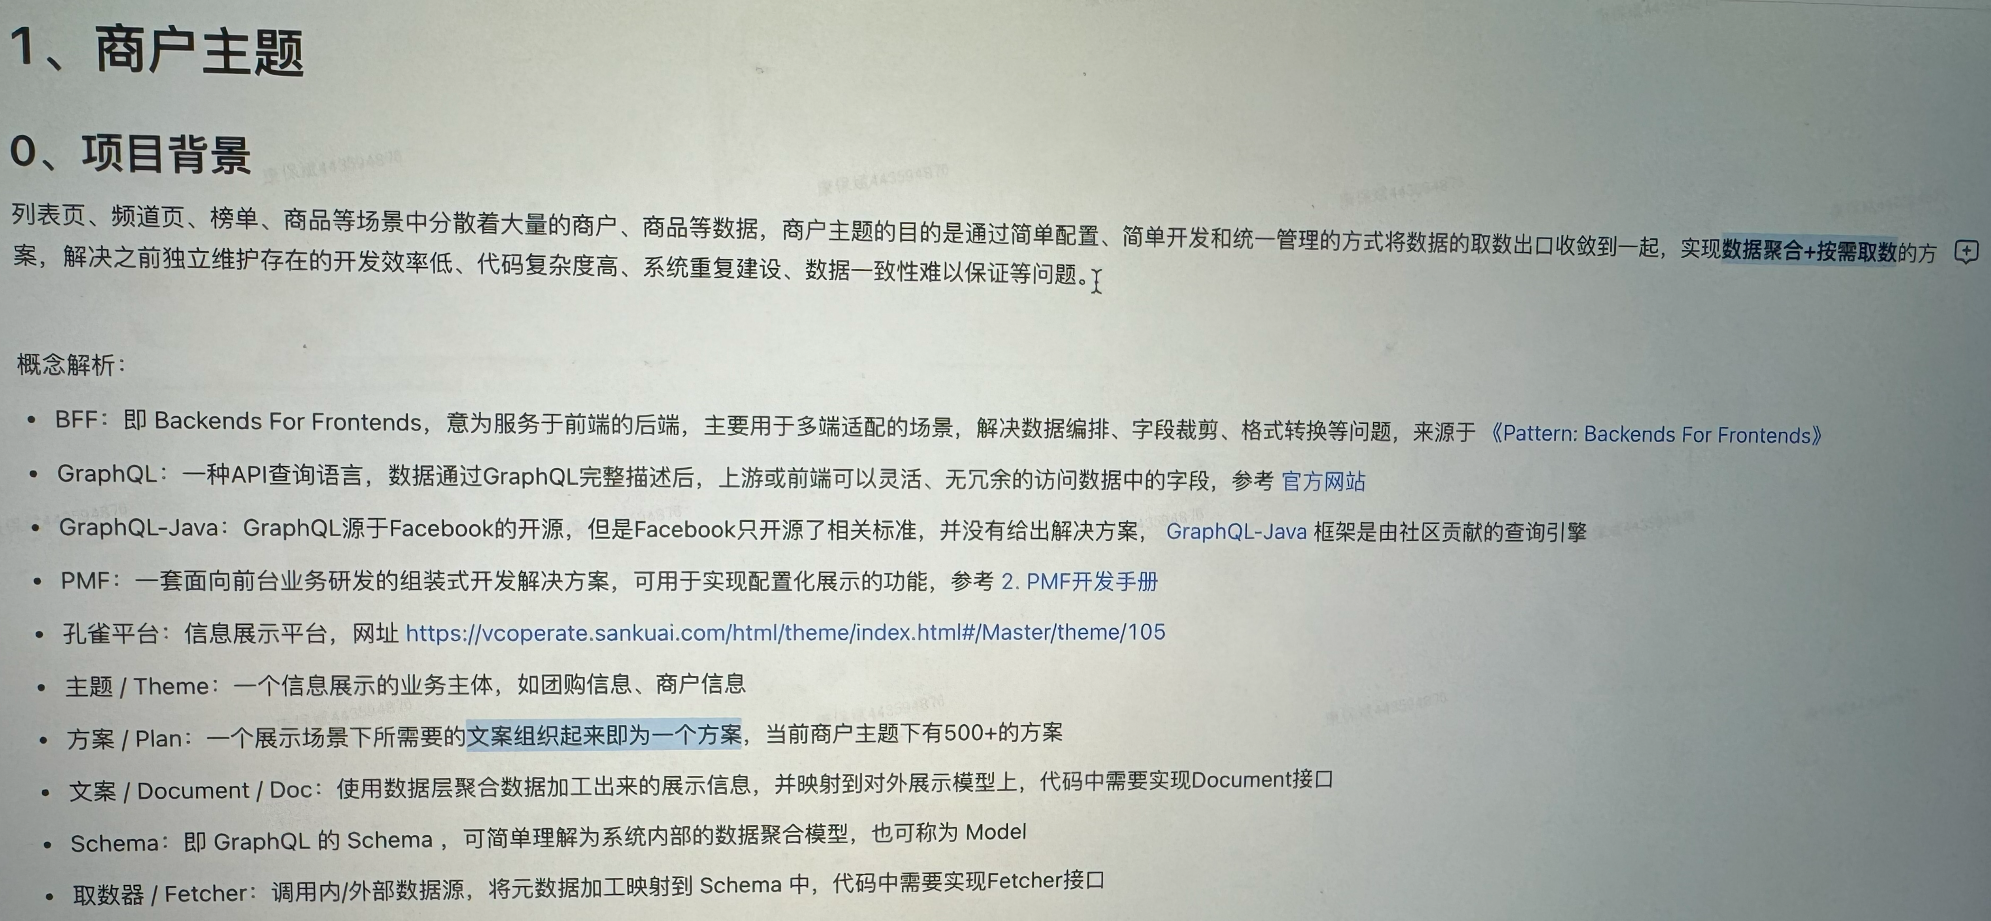 1、商户主题
0、项目背景
列表页、频道页、榜单、商品等场景中分散着大量的商户、商品等数据，商户主题的目的是通过简单配置、简单开发和统一管理的方式将数据的取数出口收敛到一起，实现数据聚合+按需取数的方
案，解决之前独立维护存在的开发效率低、代码复杂度高、系统重复建设、数据一致性难以保证等问题。
概念解析：
• BFF：即 Backends For Frontends，意为服务于前端的后端，主要用于多端适配的场景，解决数据编排、字段裁剪、格式转换等问题，来源于 《Pattern: Backends For Frontends》
• GraphQL：一种API查询语言，数据通过GraphQL完整描述后，上游或前端可以灵活、无冗余的访问数据中的字段，参考 官方网站
• GraphQL-Java：GraphQL源于Facebook的开源，但是Facebook只开源了相关标准，并没有给出解决方案， GraphQL-Java 框架是由社区贡献的查询引擎
• PMF：一套面向前台业务研发的组装式开发解决方案，可用于实现配置化展示的功能，参考 2. PMF开发手册
• 孔雀平台：信息展示平台，网址 https://vcoperate.sankuai.com/html/theme/index.html#/Master/theme/105
• 主题 / Theme：一个信息展示的业务主体，如团购信息、商户信息
• 方案 / Plan：一个展示场景下所需要的文案组织起来即为一个方案，当前商户主题下有500+的方案
• 文案 / Document / Doc：使用数据层聚合数据加工出来的展示信息，并映射到对外展示模型上，代码中需要实现Document接口
• Schema：即 GraphQL 的 Schema ，可简单理解为系统内部的数据聚合模型，也可称为 Model
• 取数器 / Fetcher：调用内/外部数据源，将元数据加工映射到 Schema 中，代码中需要实现Fetcher接口